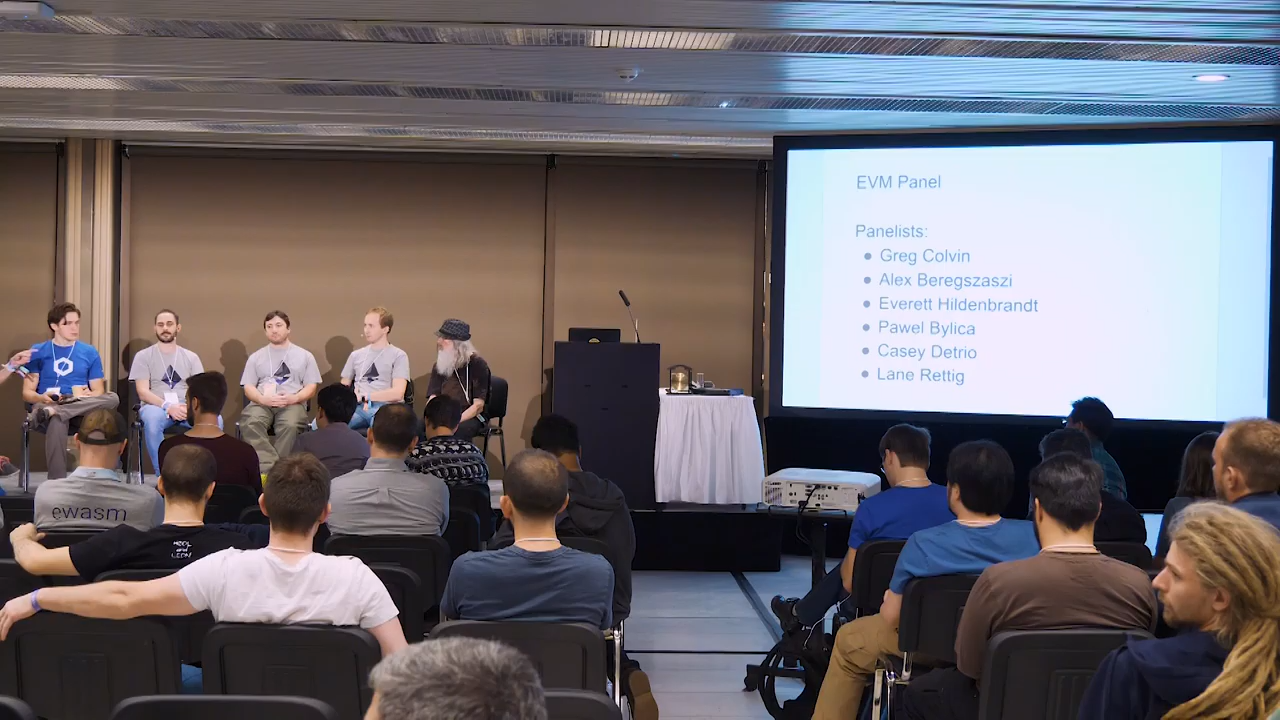 EVM Panel
Panelists:
Greg Colvin
Alex Beregszaszi
Everett Hildenbrandt
Pawel Bylica
Casey Detrio
Lane Rettig
ewasm